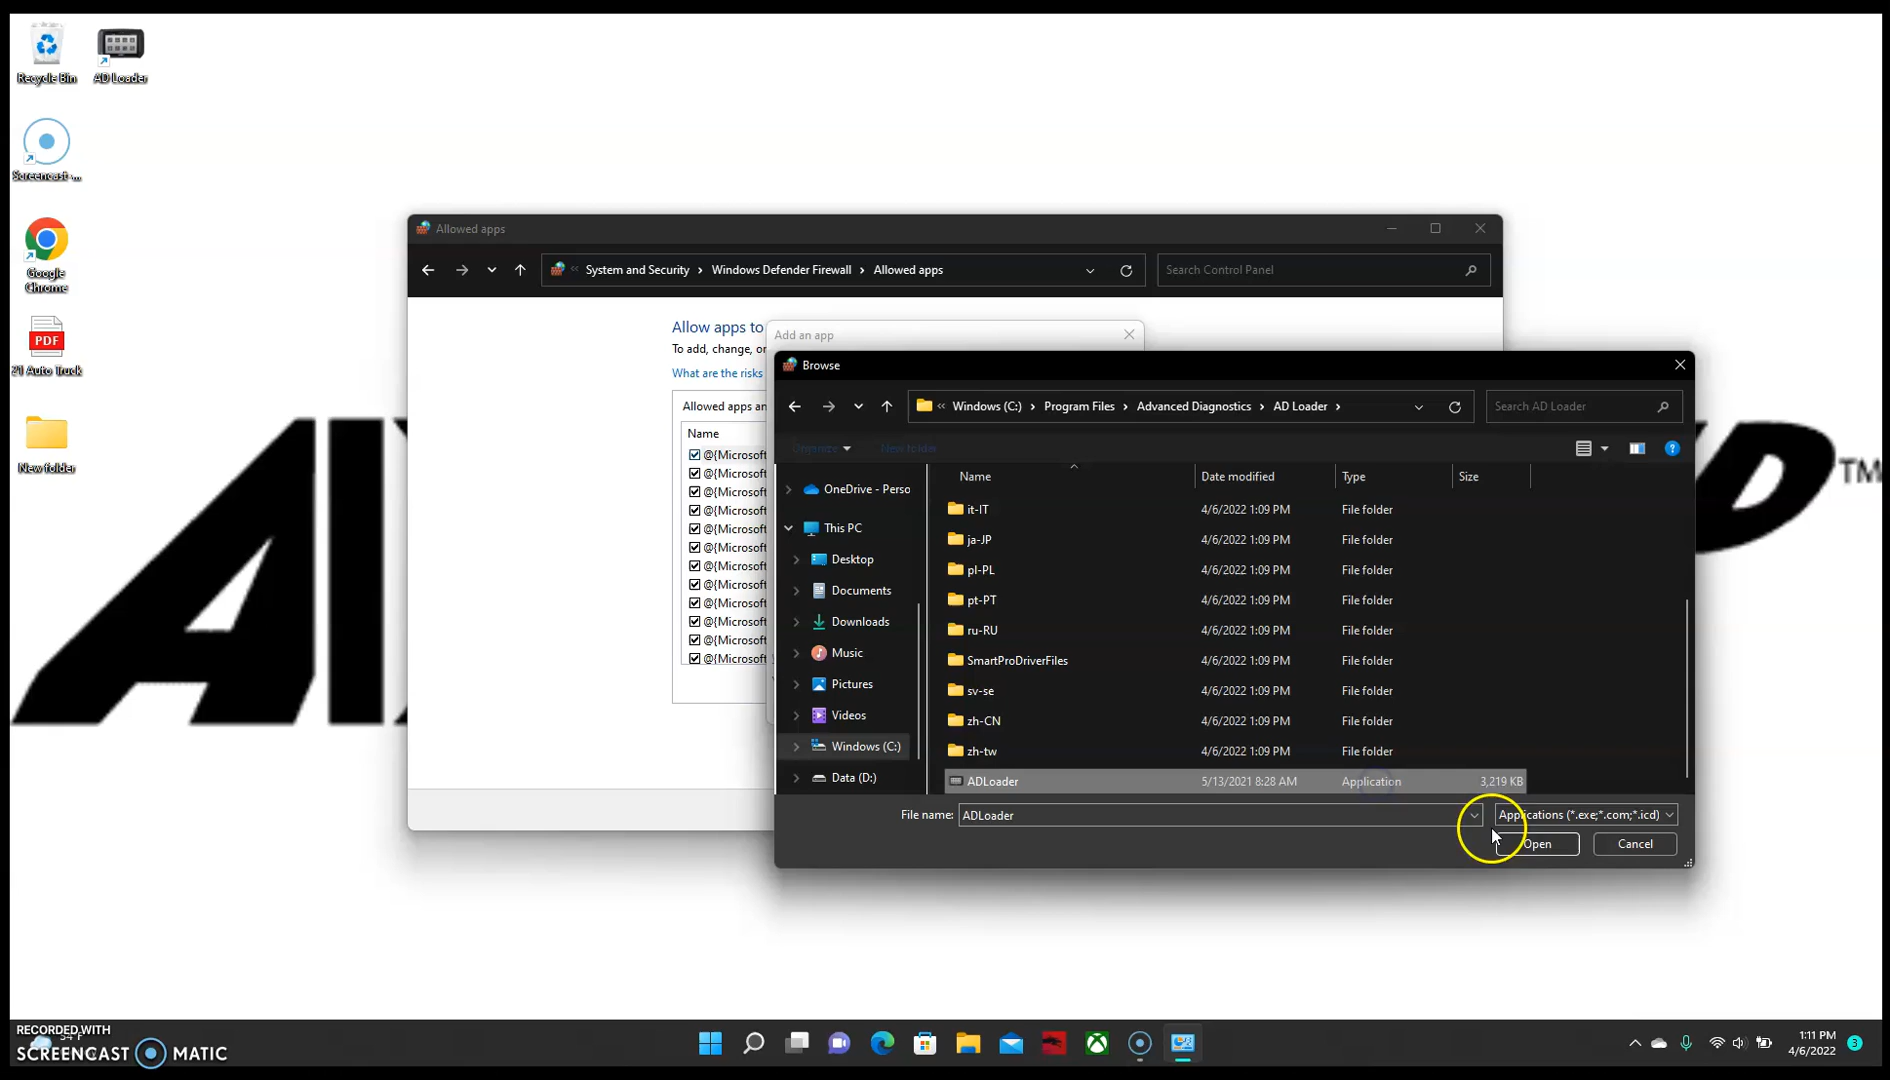 Recycle Bin
AD Loader
Screencast -...
Google
Chrome
PDF
21 Auto Truck
New folder
TM
Allowed apps
« System and Security › Windows Defender Firewall › Allowed apps
Search Control Panel
Allow apps to
To add, change, or
What are the risks
Allowed apps an
Name
@{Microsoft
@{Microsoft
@{Microsoft
@{Microsoft
@{Microsoft
@{Microsoft
@{Microsoft
@{Microsoft
@{Microsoft
@{Microsoft
@{Microsoft
@{Microsoft
Add an app
Browse
« Windows (C:) › Program Files › Advanced Diagnostics › AD Loader ›
Search AD Loader
Organize New folder
OneDrive - Perso
This PC
Desktop
Documents
Downloads
Music
Pictures
Videos
Windows (C:)
Data (D:)
Name Date modified Type Size
it-IT 4/6/2022 1:09 PM File folder
ja-JP 4/6/2022 1:09 PM File folder
pl-PL 4/6/2022 1:09 PM File folder
pt-PT 4/6/2022 1:09 PM File folder
ru-RU 4/6/2022 1:09 PM File folder
SmartProDriverFiles 4/6/2022 1:09 PM File folder
sv-se 4/6/2022 1:09 PM File folder
zh-CN 4/6/2022 1:09 PM File folder
zh-tw 4/6/2022 1:09 PM File folder
ADLoader 5/13/2021 8:28 AM Application 3,219 KB
File name: ADLoader Applications (*.exe;*.com;*.icd)
Open Cancel
RECORDED WITH
SCREENCAST MATIC
54°F
1:11 PM
4/6/2022
3